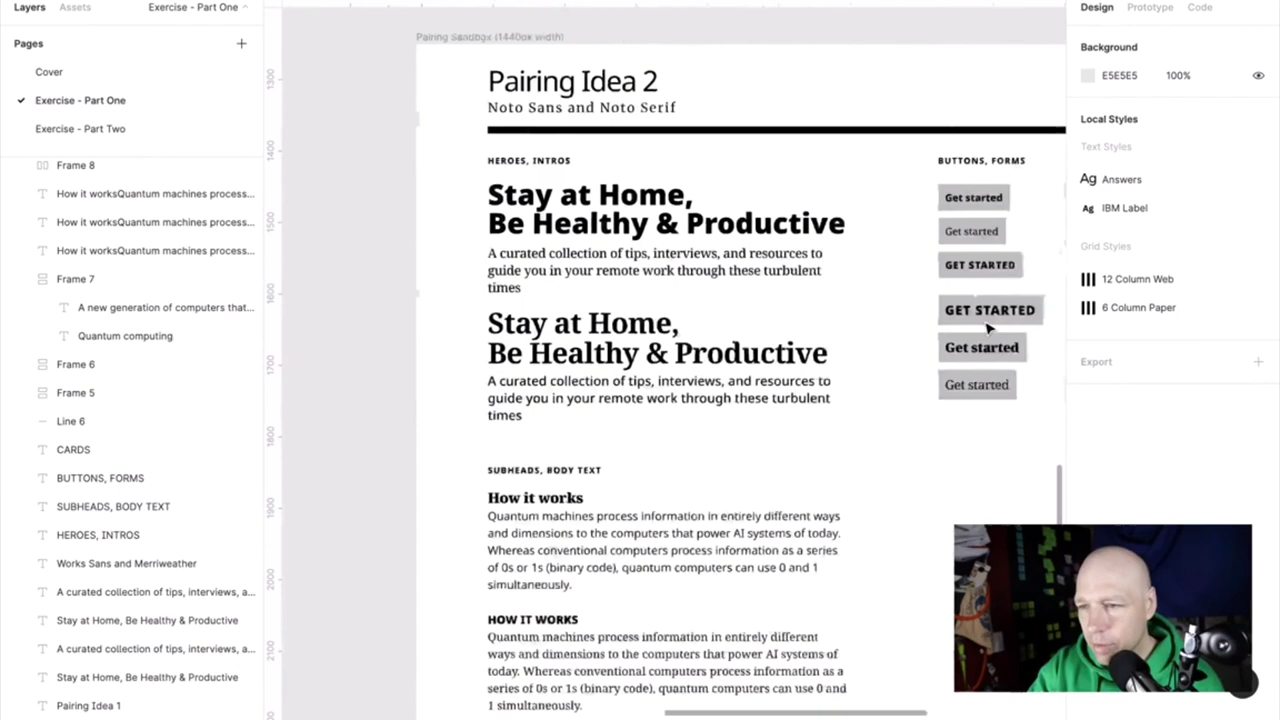 Layers
Assets
Exercise - Part One
Pages
Cover
Exercise - Part One
Exercise - Part Two
Frame 8
How it worksQuantum machines process...
How it worksQuantum machines process...
How it worksQuantum machines process...
Frame 7
A new generation of computers that...
Quantum computing
Frame 6
Frame 5
Line 6
CARDS
BUTTONS, FORMS
SUBHEADS, BODY TEXT
HEROES, INTROS
Works Sans and Merriweather
A curated collection of tips, interviews, a...
Stay at Home, Be Healthy & Productive
A curated collection of tips, interviews, a...
Stay at Home, Be Healthy & Productive
Pairing Idea 1
1300
1400
1500
1600
1700
1800
1900
2000
2100
Pairing Sandbox (1440px width)
Pairing Idea 2
Noto Sans and Noto Serif
HEROES, INTROS
Stay at Home,
Be Healthy & Productive
A curated collection of tips, interviews, and resources to
guide you in your remote work through these turbulent
times
Stay at Home,
Be Healthy & Productive
A curated collection of tips, interviews, and resources to
guide you in your remote work through these turbulent
times
SUBHEADS, BODY TEXT
How it works
Quantum machines process information in entirely different ways
and dimensions to the computers that power AI systems of today.
Whereas conventional computers process information as a series
of 0s or 1s (binary code), quantum computers can use 0 and 1
simultaneously.
HOW IT WORKS
Quantum machines process information in entirely different
ways and dimensions to the computers that power AI systems of
today. Whereas conventional computers process information as a
series of 0s or 1s (binary code), quantum computers can use 0 and
1 simultaneously.
BUTTONS, FORMS
Get started
Get started
GET STARTED
GET STARTED
Get started
Get started
Design
Prototype
Code
Background
E5E5E5
100%
Local Styles
Text Styles
Ag Answers
Ag IBM Label
Grid Styles
12 Column Web
6 Column Paper
Export